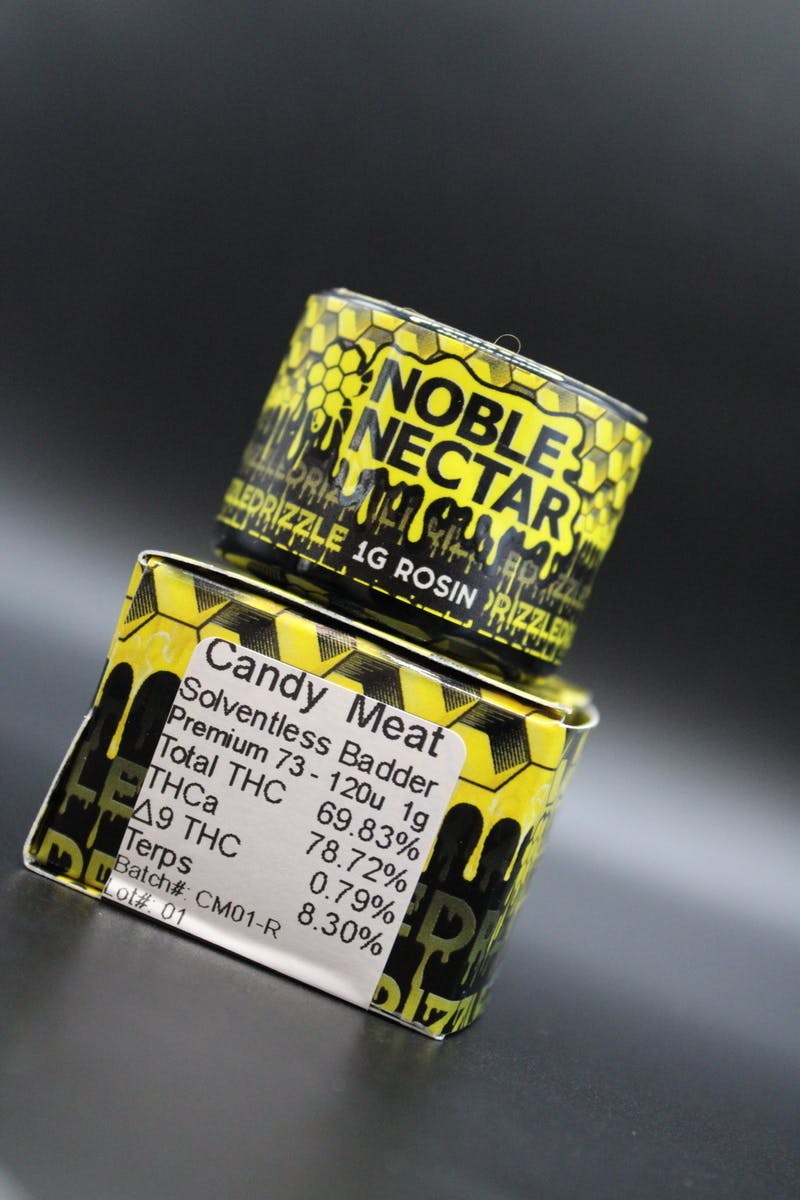 NOBLE
NECTAR
DRIZZLE
1G ROSIN
Candy Meat
Solventless Badder
Premium 73 - 120u 1g
Total THC 69.83%
THCa 78.72%
Δ9 THC 0.79%
Terps 8.30%
Batch#: CM01-R
Lot#: 01